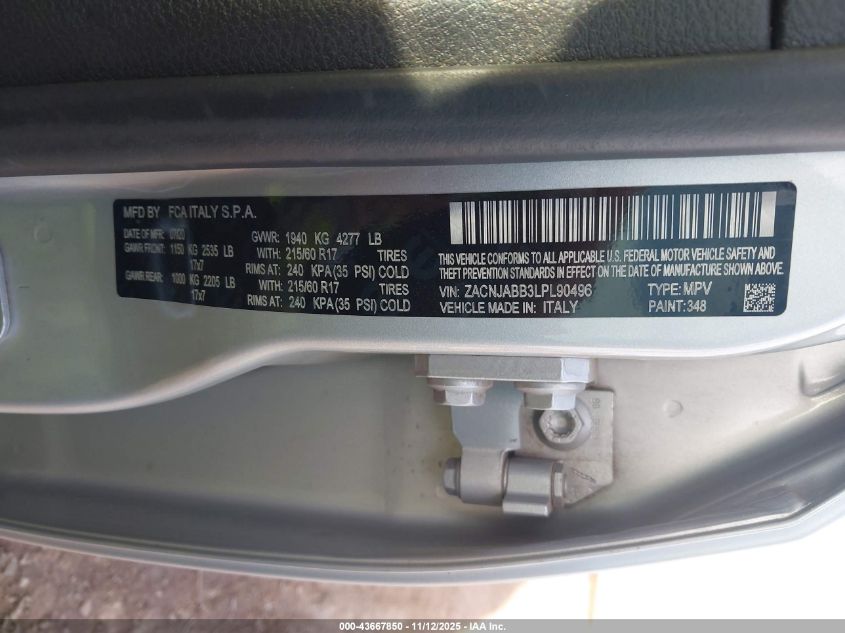 MFD BY FCA ITALY S.P.A.
DATE OF MFR 07/20 GVWR: 1940 KG 4277 LB
GAWR FRONT: 1150 KG 2535 LB WITH: 215/60 R17 TIRES
17x7 RIMS AT: 240 KPA(35 PSI) COLD
GAWR REAR: 1000 KG 2205 LB WITH: 215/60 R17 TIRES
17x7 RIMS AT: 240 KPA(35 PSI) COLD
THIS VEHICLE CONFORMS TO ALL APPLICABLE U.S. FEDERAL MOTOR VEHICLE SAFETY AND
THEFT PREVENTION STANDARDS IN EFFECT ON THE DATE OF MANUFACTURE SHOWN ABOVE
VIN: ZACNJABB3LPL90496 TYPE: MPV
VEHICLE MADE IN: ITALY PAINT: 348
000-43667850 - 11/12/2025 - IAA Inc.